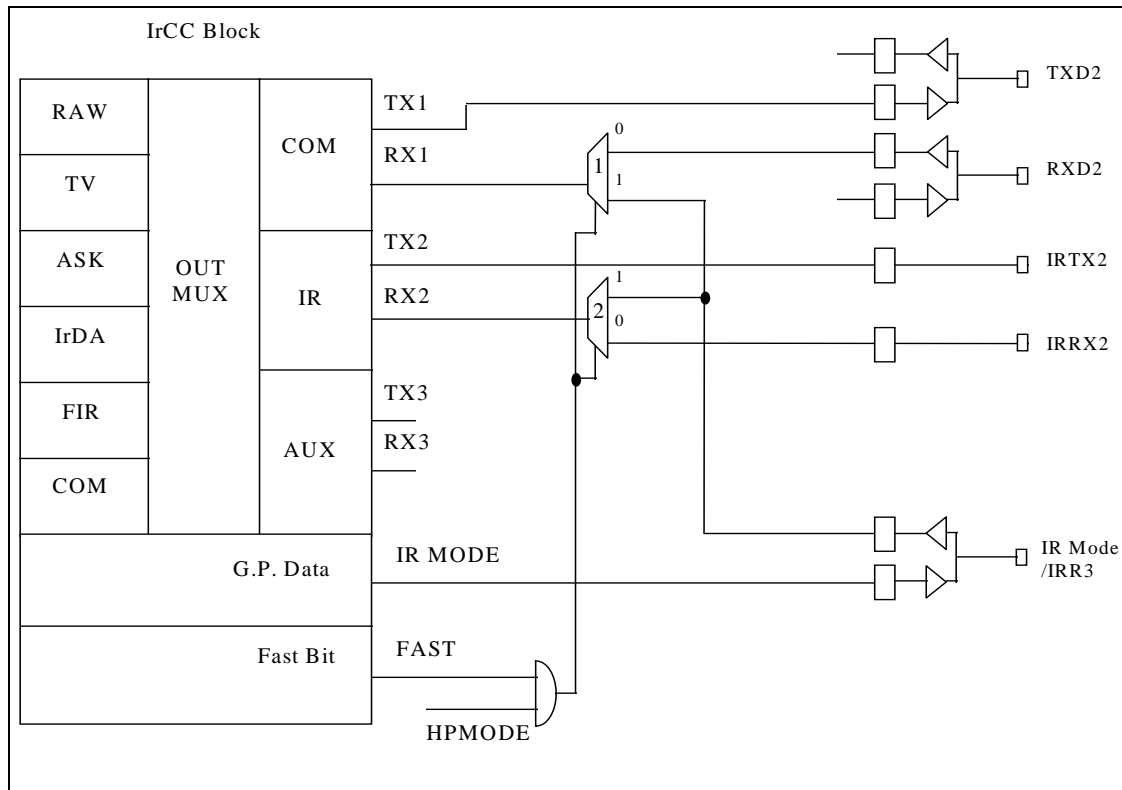 IrCC Block
RAW
TV
ASK
IrDA
FIR
COM
OUT
MUX
COM
IR
AUX
G.P. Data
Fast Bit
TX1
RX1
TX2
RX2
TX3
RX3
IR MODE
FAST
HPMODE
0
1
1
1
2
0
TXD2
RXD2
IRTX2
IRRX2
IR Mode
/IRR3